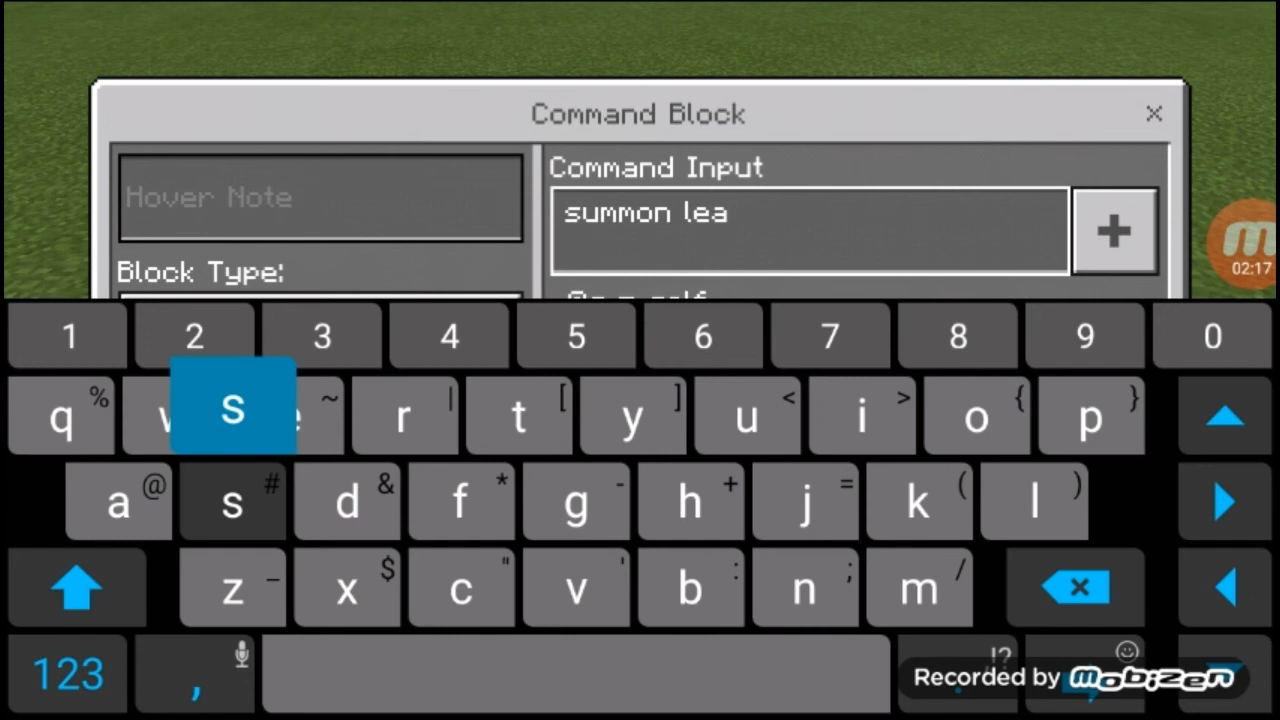 Command Block
×
Hover Note
Command Input
summon lea
+
Block Type:
m
02:17
1 2 3 4 5 6 7 8 9 0
q % w s ~ r | t [ y ] u < i > o { p }
a @ s # d & f * g - h + j = k ( l )
z _ x $ c " v ' b : n ; m /
123 , !?
Recorded by mobizen